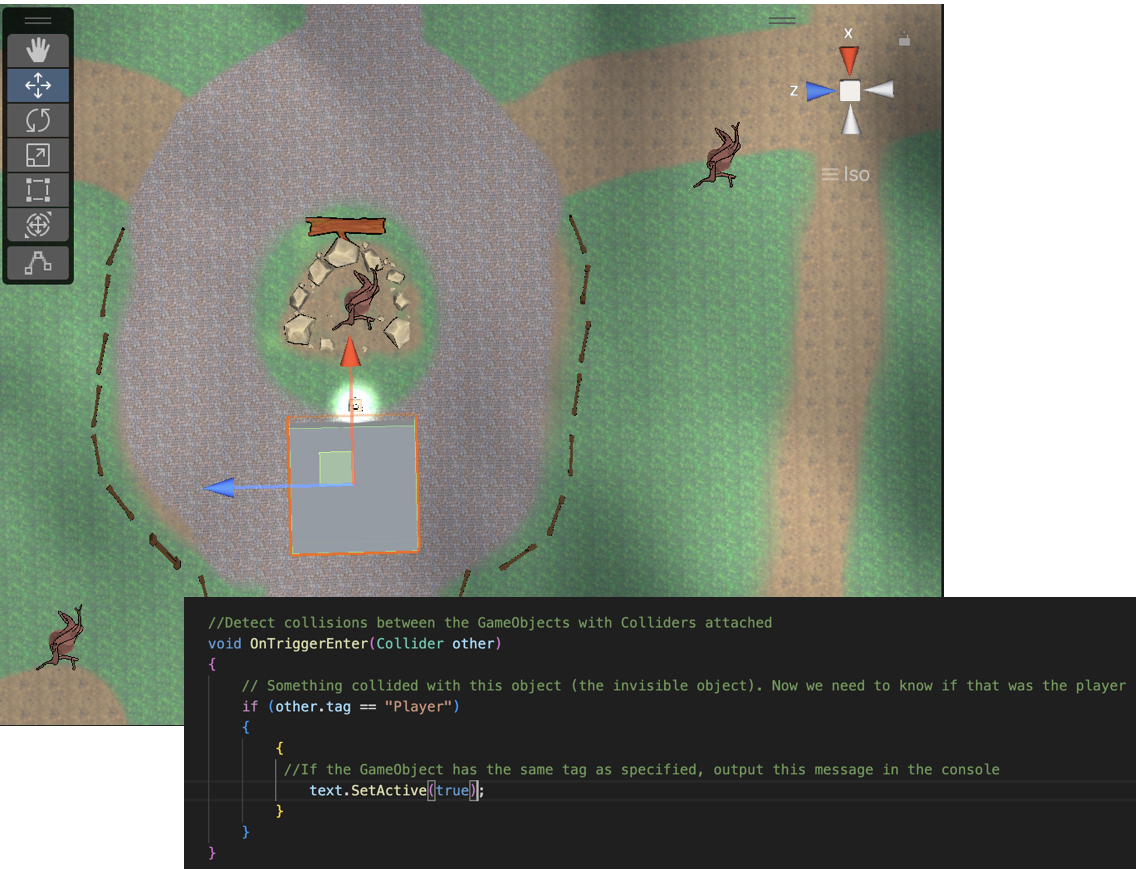 x
z
Iso
//Detect collisions between the GameObjects with Colliders attached
void OnTriggerEnter(Collider other)
{
// Something collided with this object (the invisible object). Now we need to know if that was the player
if (other.tag == "Player")
{
{
//If the GameObject has the same tag as specified, output this message in the console
text.SetActive(true);
}
}
}